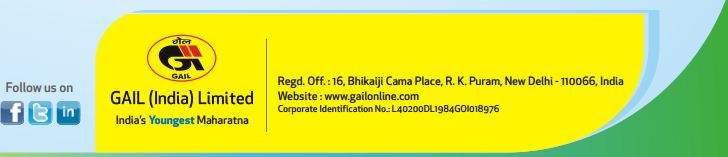 Follow us on
गेल
GAIL
GAIL (India) Limited
India's Youngest Maharatna
Regd. Off. : 16, Bhikaiji Cama Place, R. K. Puram, New Delhi - 110066, India
Website : www.gailonline.com
Corporate Identification No.: L40200DL1984GOI018976